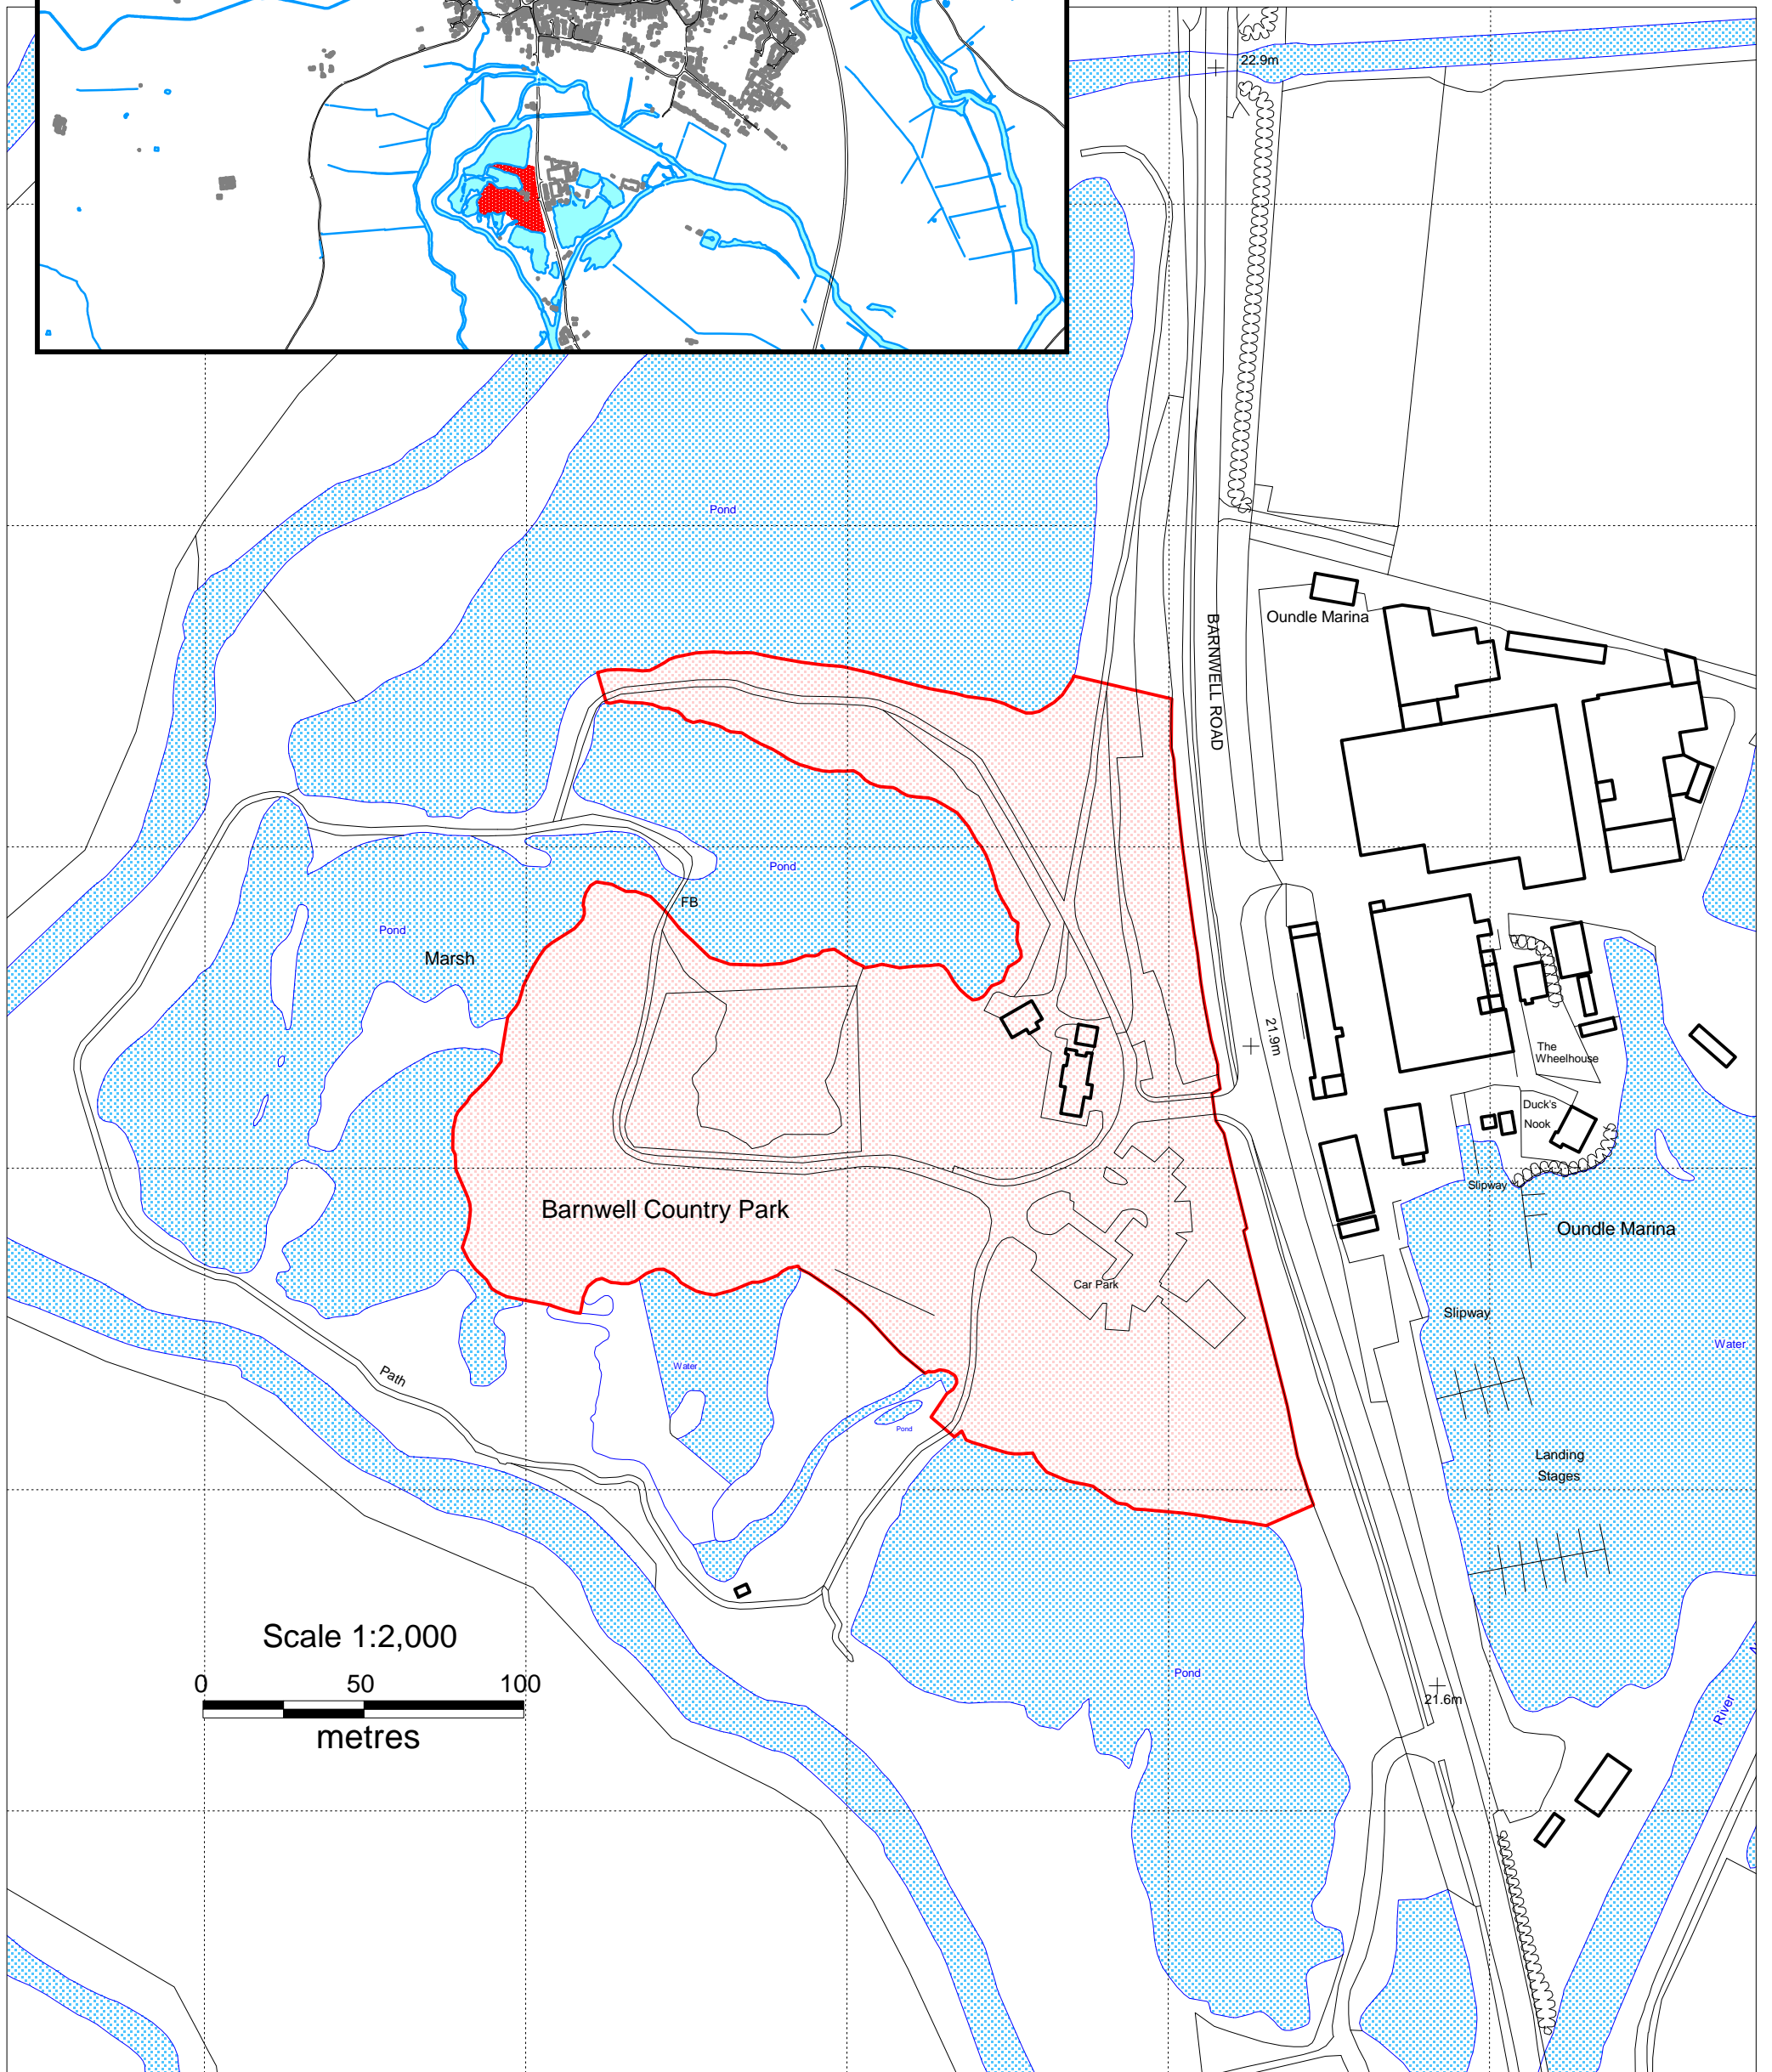 22.9m
Pond
Oundle Marina
BARNWELL ROAD
Pond
FB
Pond
Marsh
21.9m
The
Wheelhouse
Duck's
Nook
Slipway
Barnwell Country Park
Oundle Marina
Car Park
Slipway
Water
Water
Path
Pond
Landing
Stages
Scale 1:2,000
0 50 100
metres
Pond
21.6m
River